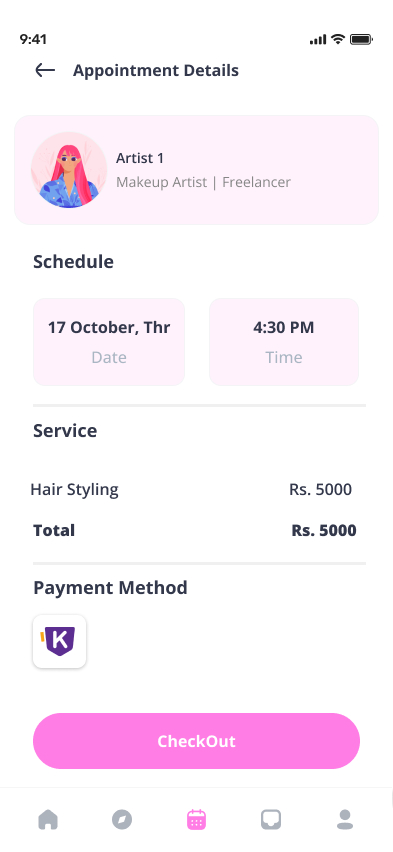 9:41
Appointment Details
Artist 1
Makeup Artist | Freelancer
Schedule
17 October, Thr
Date
4:30 PM
Time
Service
Hair Styling Rs. 5000
Total Rs. 5000
Payment Method
K
CheckOut